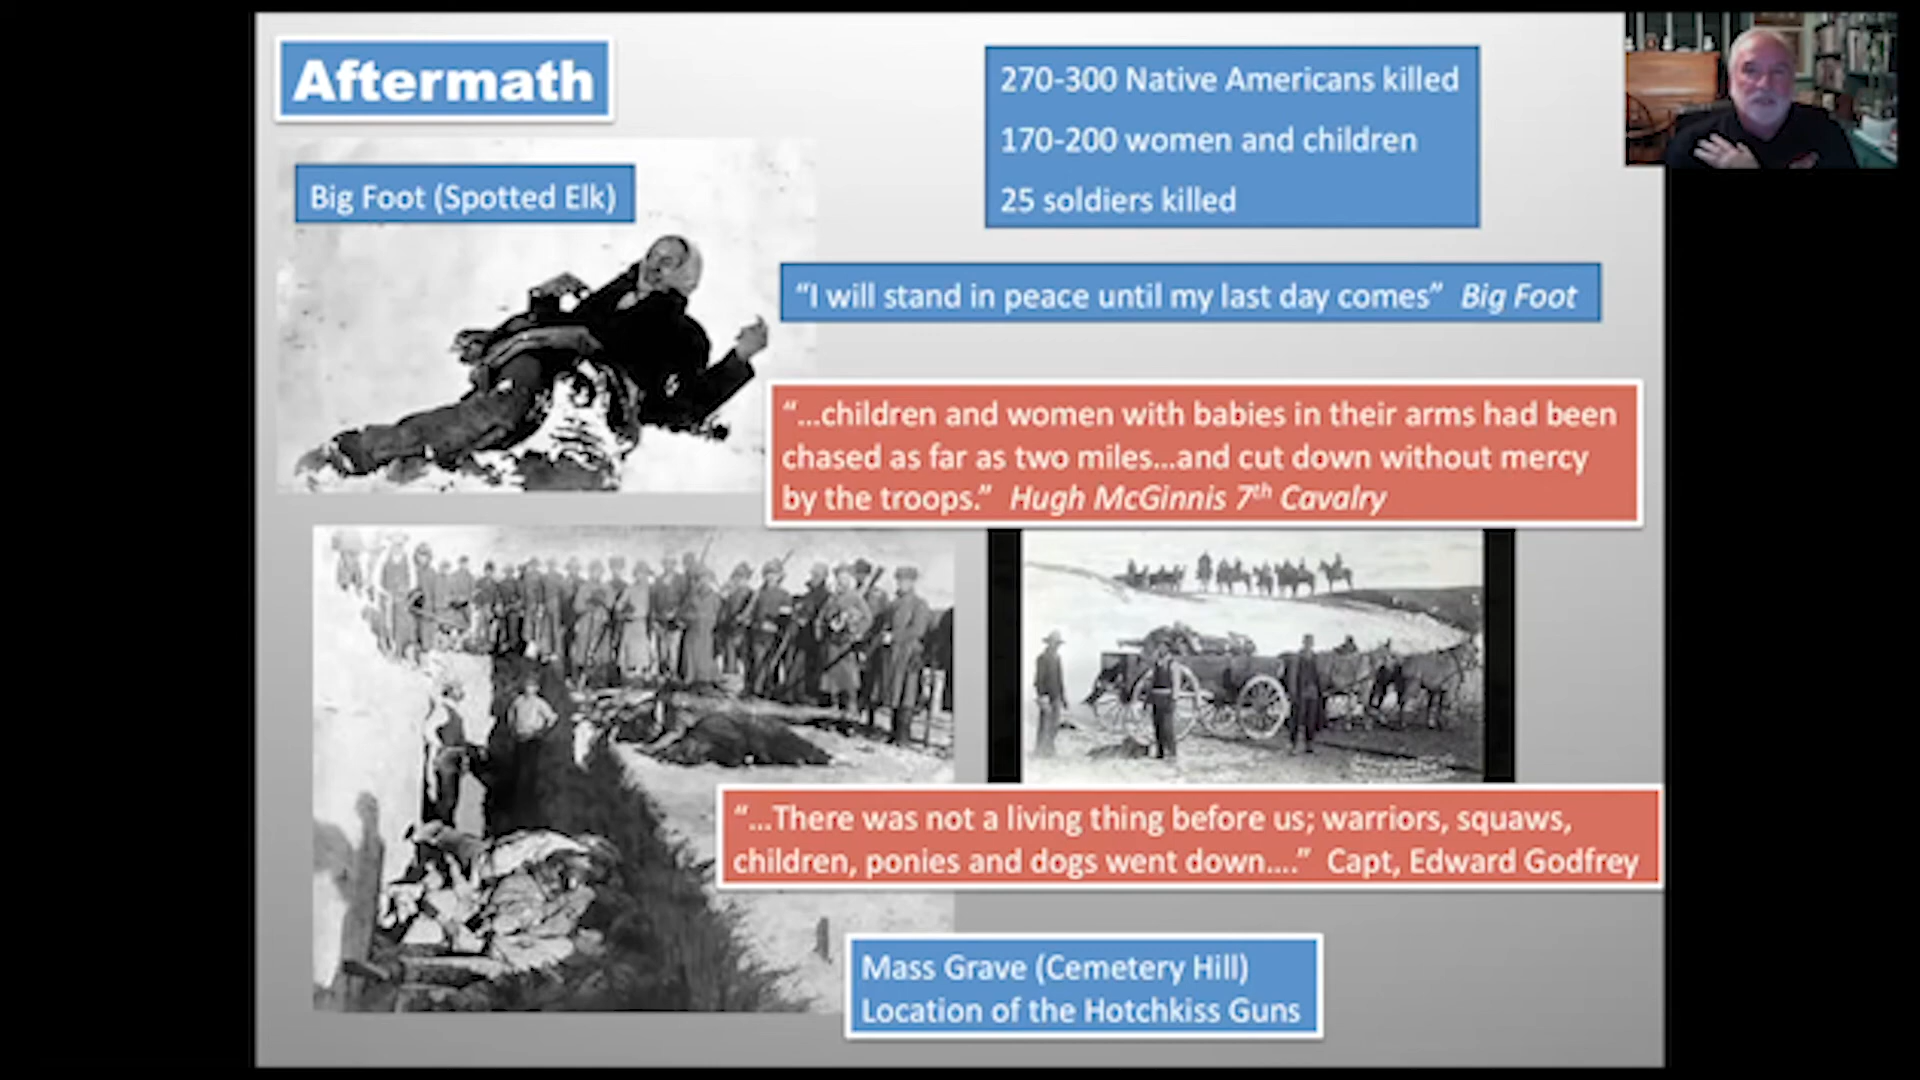 Aftermath
270-300 Native Americans killed
170-200 women and children
25 soldiers killed
Big Foot (Spotted Elk)
“I will stand in peace until my last day comes” Big Foot
“...children and women with babies in their arms had been
chased as far as two miles...and cut down without mercy
by the troops.” Hugh McGinnis 7th Cavalry
“...There was not a living thing before us; warriors, squaws,
children, ponies and dogs went down....” Capt, Edward Godfrey
Mass Grave (Cemetery Hill)
Location of the Hotchkiss Guns